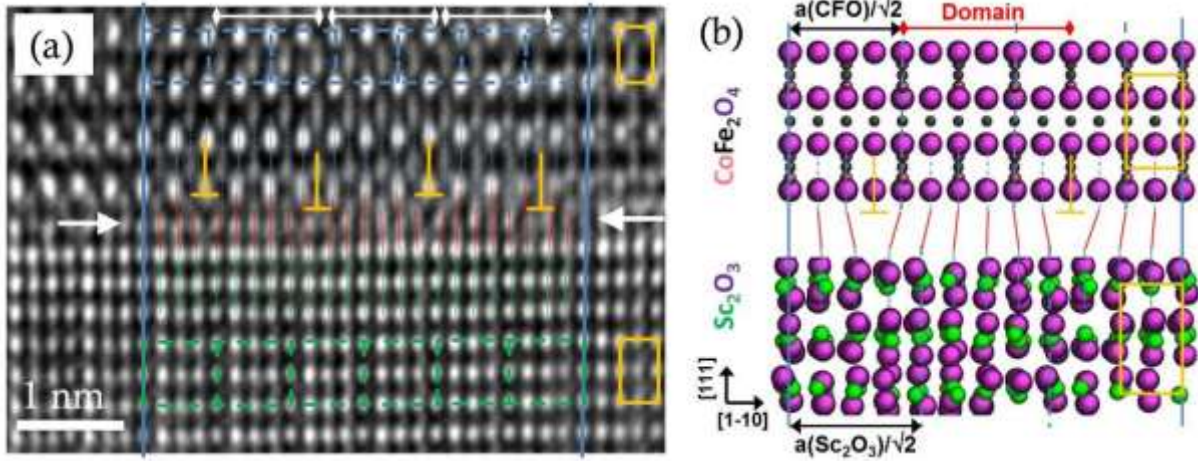 (a)
1 nm
(b)
a(CFO)/√2
Domain
CoFe₂O₄
Sc₂O₃
[111]
[1-10]
a(Sc₂O₃)/√2